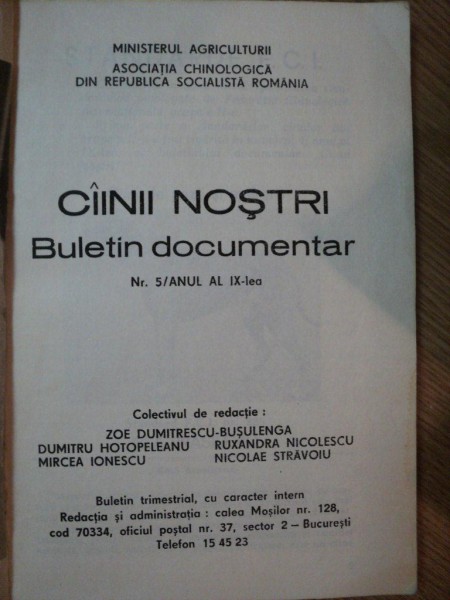 MINISTERUL AGRICULTURII
ASOCIAȚIA CHINOLOGICĂ
DIN REPUBLICA SOCIALISTĂ ROMÂNIA
CÎINII NOȘTRI
Buletin documentar
Nr. 5/ANUL AL IX-lea
Colectivul de redacție :
ZOE DUMITRESCU-BUȘULENGA
DUMITRU HOTOPELEANU RUXANDRA NICOLESCU
MIRCEA IONESCU NICOLAE STRĂVOIU
Buletin trimestrial, cu caracter intern
Redacția și administrația : calea Moșilor nr. 128,
cod 70334, oficiul poștal nr. 37, sector 2 – București
Telefon 15 45 23